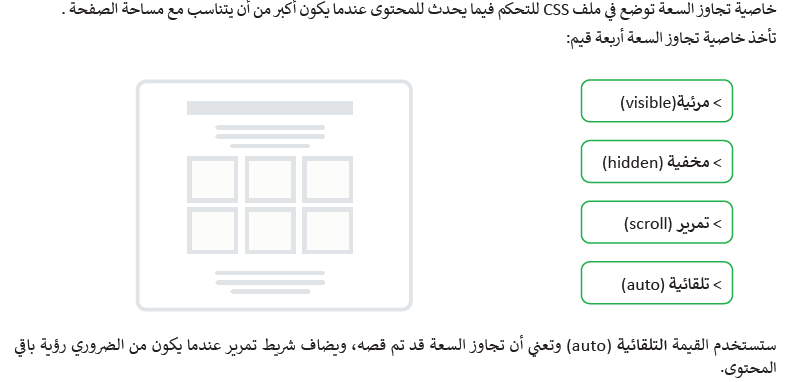 خاصية تجاوز السعة توضع في ملف CSS للتحكم فيما يحدث للمحتوى عندما يكون أكبر من أن يتناسب مع مساحة الصفحة .
تأخذ خاصية تجاوز السعة أربعة قيم:
> مرئية(visible)
> مخفية (hidden)
> تمرير (scroll)
> تلقائية (auto)
ستستخدم القيمة التلقائية (auto) وتعني أن تجاوز السعة قد تم قصه، ويضاف شريط تمرير عندما يكون من الضروري رؤية باقي
المحتوى.